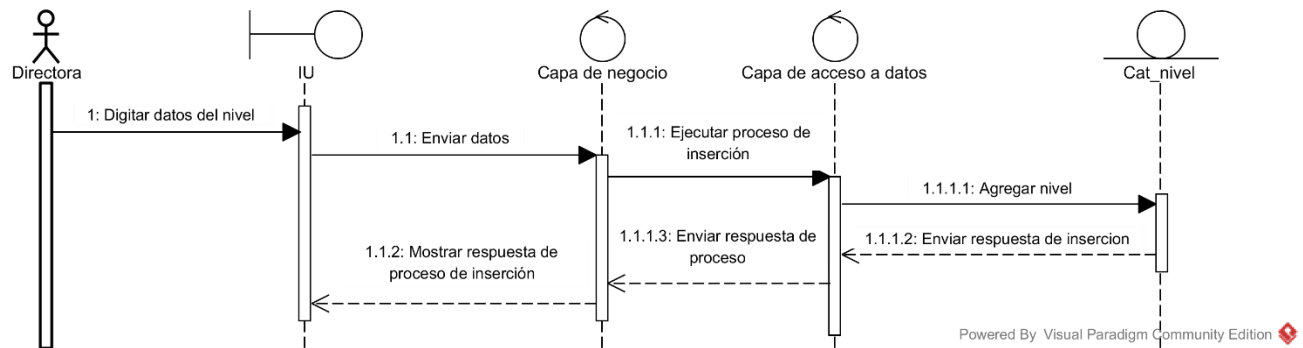 Directora
IU
Capa de negocio
Capa de acceso a datos
Cat_nivel
1: Digitar datos del nivel
1.1: Enviar datos
1.1.1: Ejecutar proceso de
inserción
1.1.1.1: Agregar nivel
1.1.1.2: Enviar respuesta de insercion
1.1.1.3: Enviar respuesta de
proceso
1.1.2: Mostrar respuesta de
proceso de inserción
Powered By Visual Paradigm Community Edition